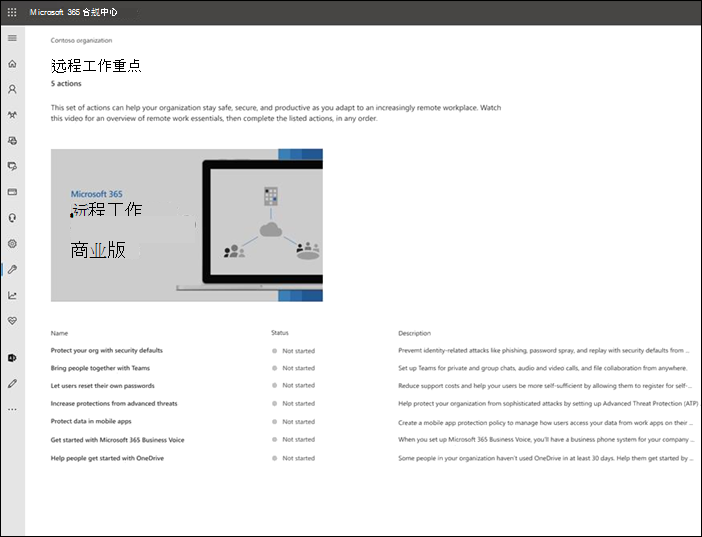 Microsoft 365 合规中心
Contoso organization
远程工作重点
5 actions
This set of actions can help your organization stay safe, secure, and productive as you adapt to an increasingly remote workplace. Watch
this video for an overview of remote work essentials, then complete the listed actions, in any order.
Microsoft 365
远程工作
商业版
Name Status Description
Protect your org with security defaults Not started Prevent identity-related attacks like phishing, password spray, and replay with security defaults from ...
Bring people together with Teams Not started Set up Teams for private and group chats, audio and video calls, and file collaboration from anywhere.
Let users reset their own passwords Not started Reduce support costs and help your users be more self-sufficient by allowing them to register for self-...
Increase protections from advanced threats Not started Help protect your organization from sophisticated attacks by setting up Advanced Threat Protection (ATP)
Protect data in mobile apps Not started Create a mobile app protection policy to manage how users access your data from work apps on their ...
Get started with Microsoft 365 Business Voice Not started When you set up Microsoft 365 Business Voice, you'll have a business phone system for your company ...
Help people get started with OneDrive Not started Some people in your organization haven't used OneDrive in at least 30 days. Help them get started by ...